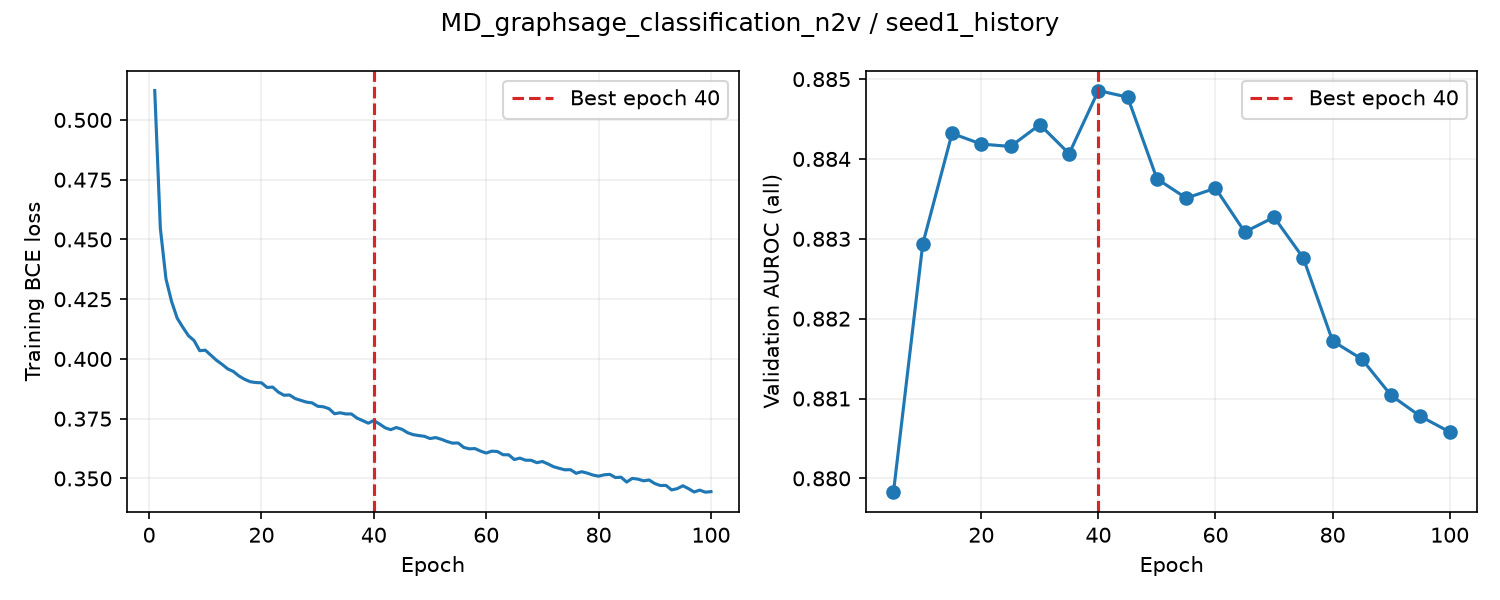 MD_graphsage_classification_n2v / seed1_history
Training BCE loss
0.500
0.475
0.450
0.425
0.400
0.375
0.350
Best epoch 40
0 20 40 60 80 100
Epoch
Validation AUROC (all)
0.885
0.884
0.883
0.882
0.881
0.880
Best epoch 40
20 40 60 80 100
Epoch